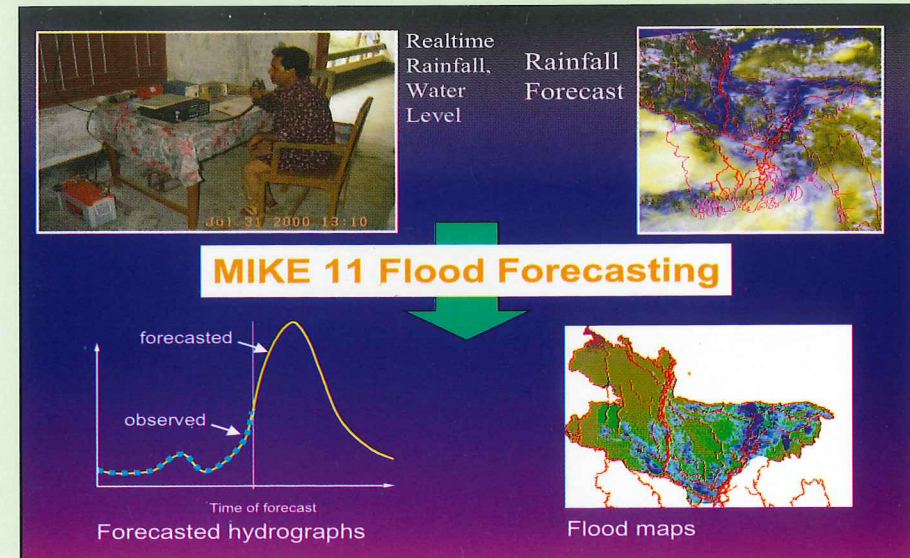 Realtime
Rainfall,
Water
Level
Rainfall
Forecast
Jul 31 2000 13:10
MIKE 11 Flood Forecasting
forecasted
observed
Time of forecast
Forecasted hydrographs
Flood maps